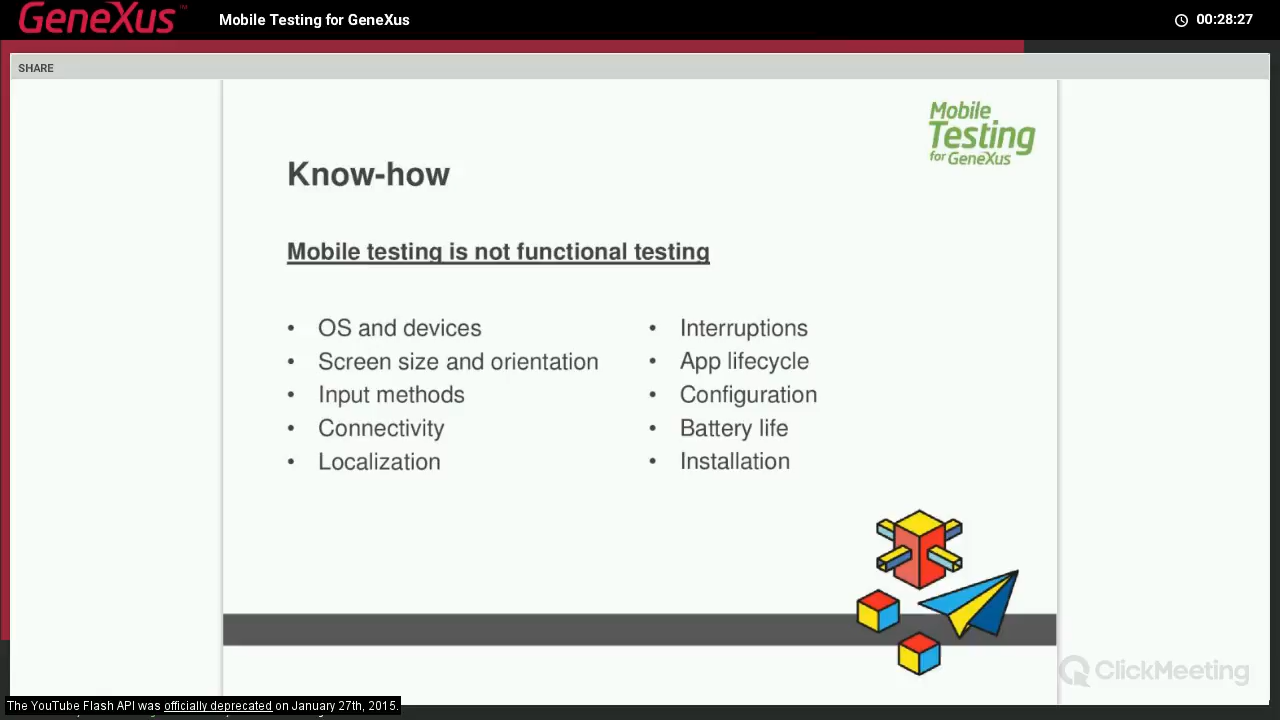 GeneXus™
Mobile Testing for GeneXus
00:28:27
SHARE
Mobile
Testing
for GeneXus
Know-how
Mobile testing is not functional testing
• OS and devices
• Screen size and orientation
• Input methods
• Connectivity
• Localization
• Interruptions
• App lifecycle
• Configuration
• Battery life
• Installation
ClickMeeting
The YouTube Flash API was officially deprecated on January 27th, 2015.